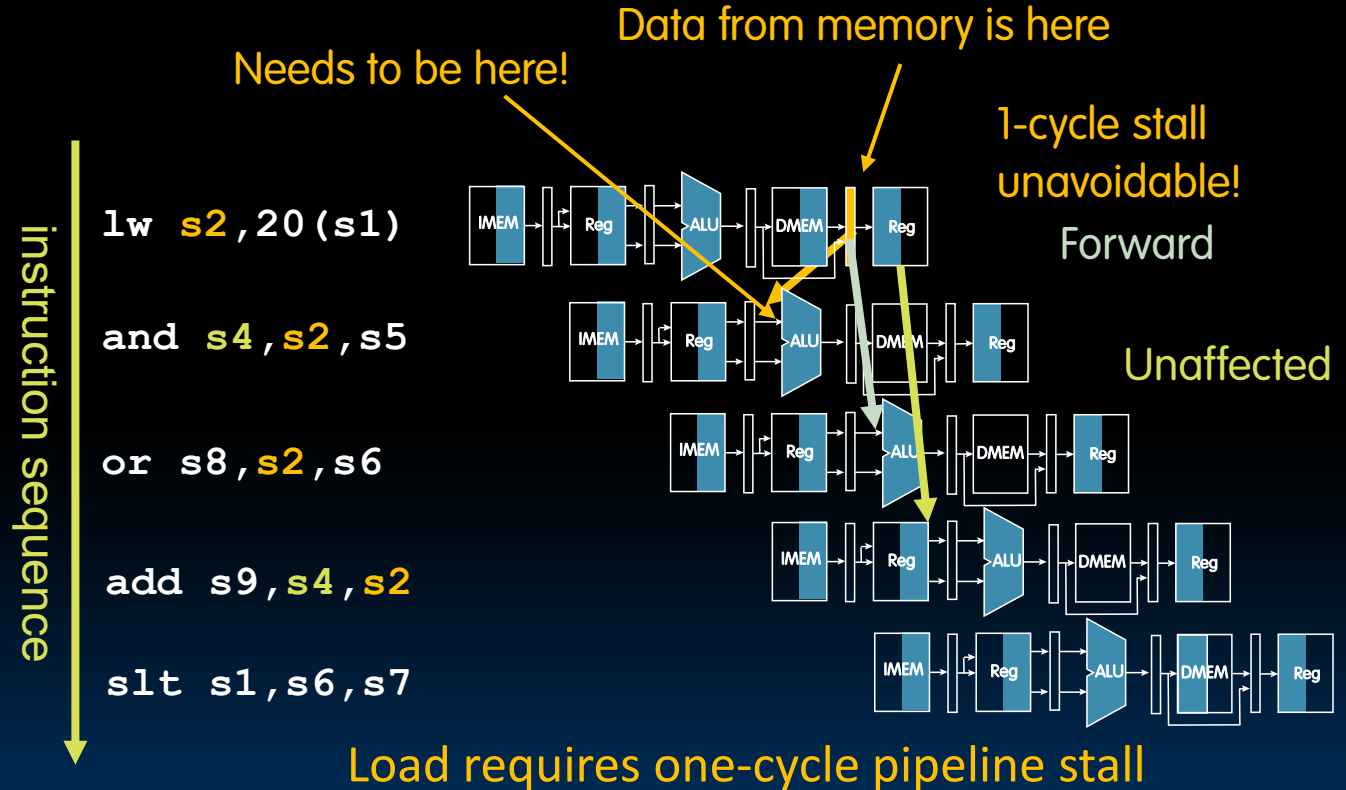 Data from memory is here
Needs to be here!
1-cycle stall
unavoidable!
Forward
Unaffected
instruction sequence
lw s2,20(s1)
IMEM Reg ALU DMEM Reg
and s4,s2,s5
IMEM Reg ALU DMEM Reg
or s8,s2,s6
IMEM Reg ALU DMEM Reg
add s9,s4,s2
IMEM Reg ALU DMEM Reg
slt s1,s6,s7
IMEM Reg ALU DMEM Reg
Load requires one-cycle pipeline stall